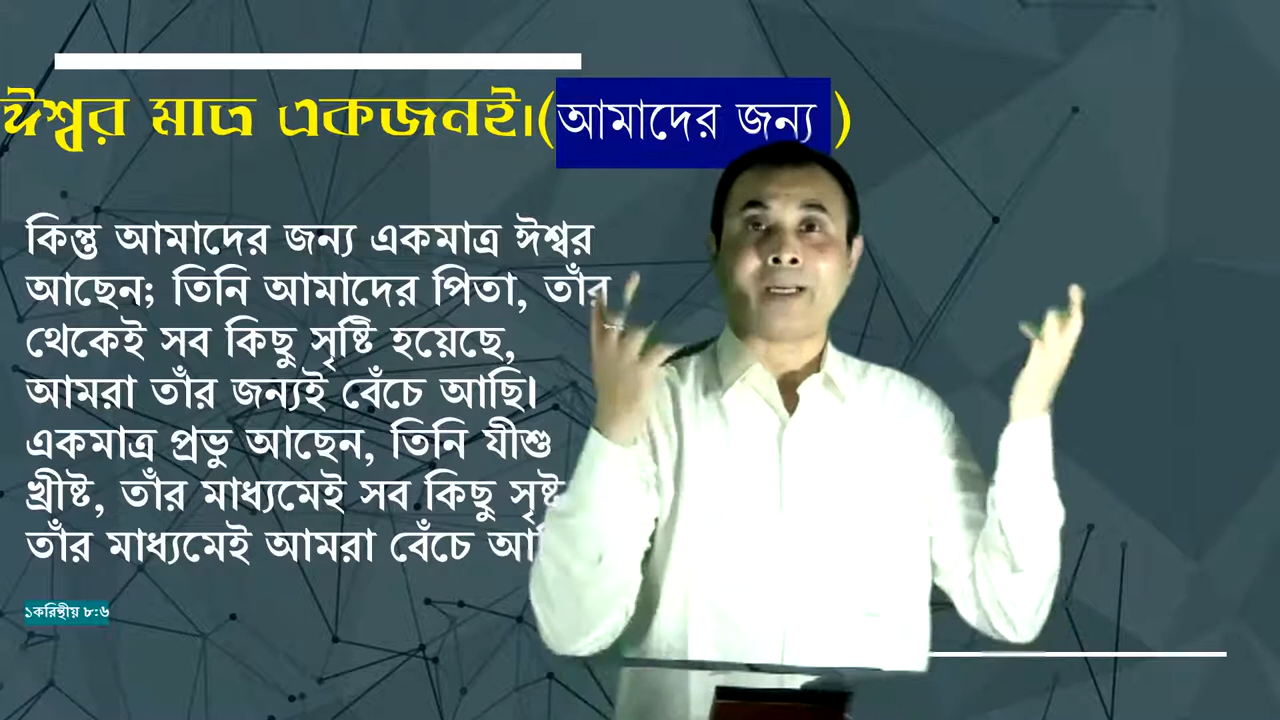 ঈশ্বর মাত্র একজনই।(আমাদের জন্য )
কিন্তু আমাদের জন্য একমাত্র ঈশ্বর
আছেন; তিনি আমাদের পিতা, তাঁর
থেকেই সব কিছু সৃষ্টি হয়েছে,
আমরা তাঁর জন্যই বেঁচে আছি।
একমাত্র প্রভু আছেন, তিনি যীশু
খ্রীষ্ট, তাঁর মাধ্যমেই সব কিছু সৃষ্ট
তাঁর মাধ্যমেই আমরা বেঁচে
১করিন্থীয় ৮:৬